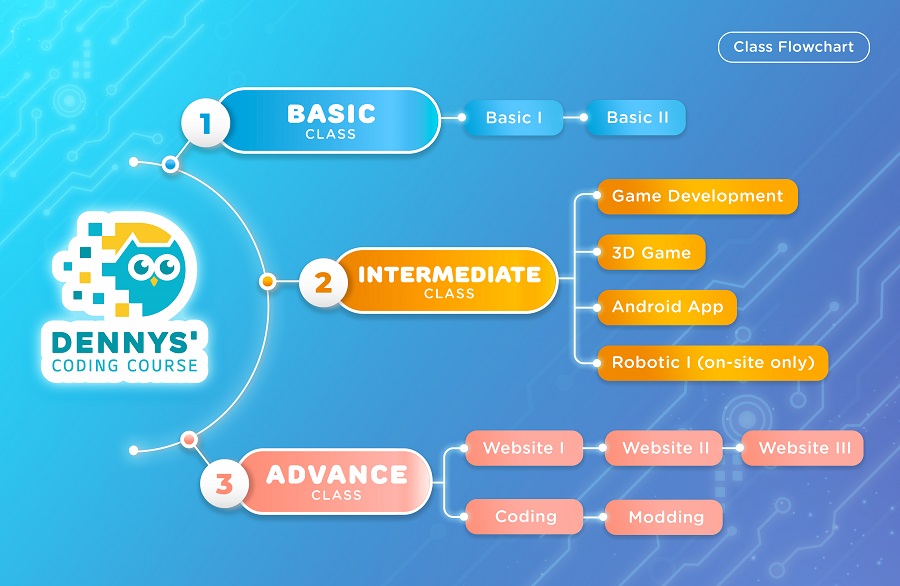 Class Flowchart
1
BASIC
CLASS
Basic I
Basic II
DENNYS'
CODING COURSE
2
INTERMEDIATE
CLASS
Game Development
3D Game
Android App
Robotic I (on-site only)
3
ADVANCE
CLASS
Website I
Website II
Website III
Coding
Modding